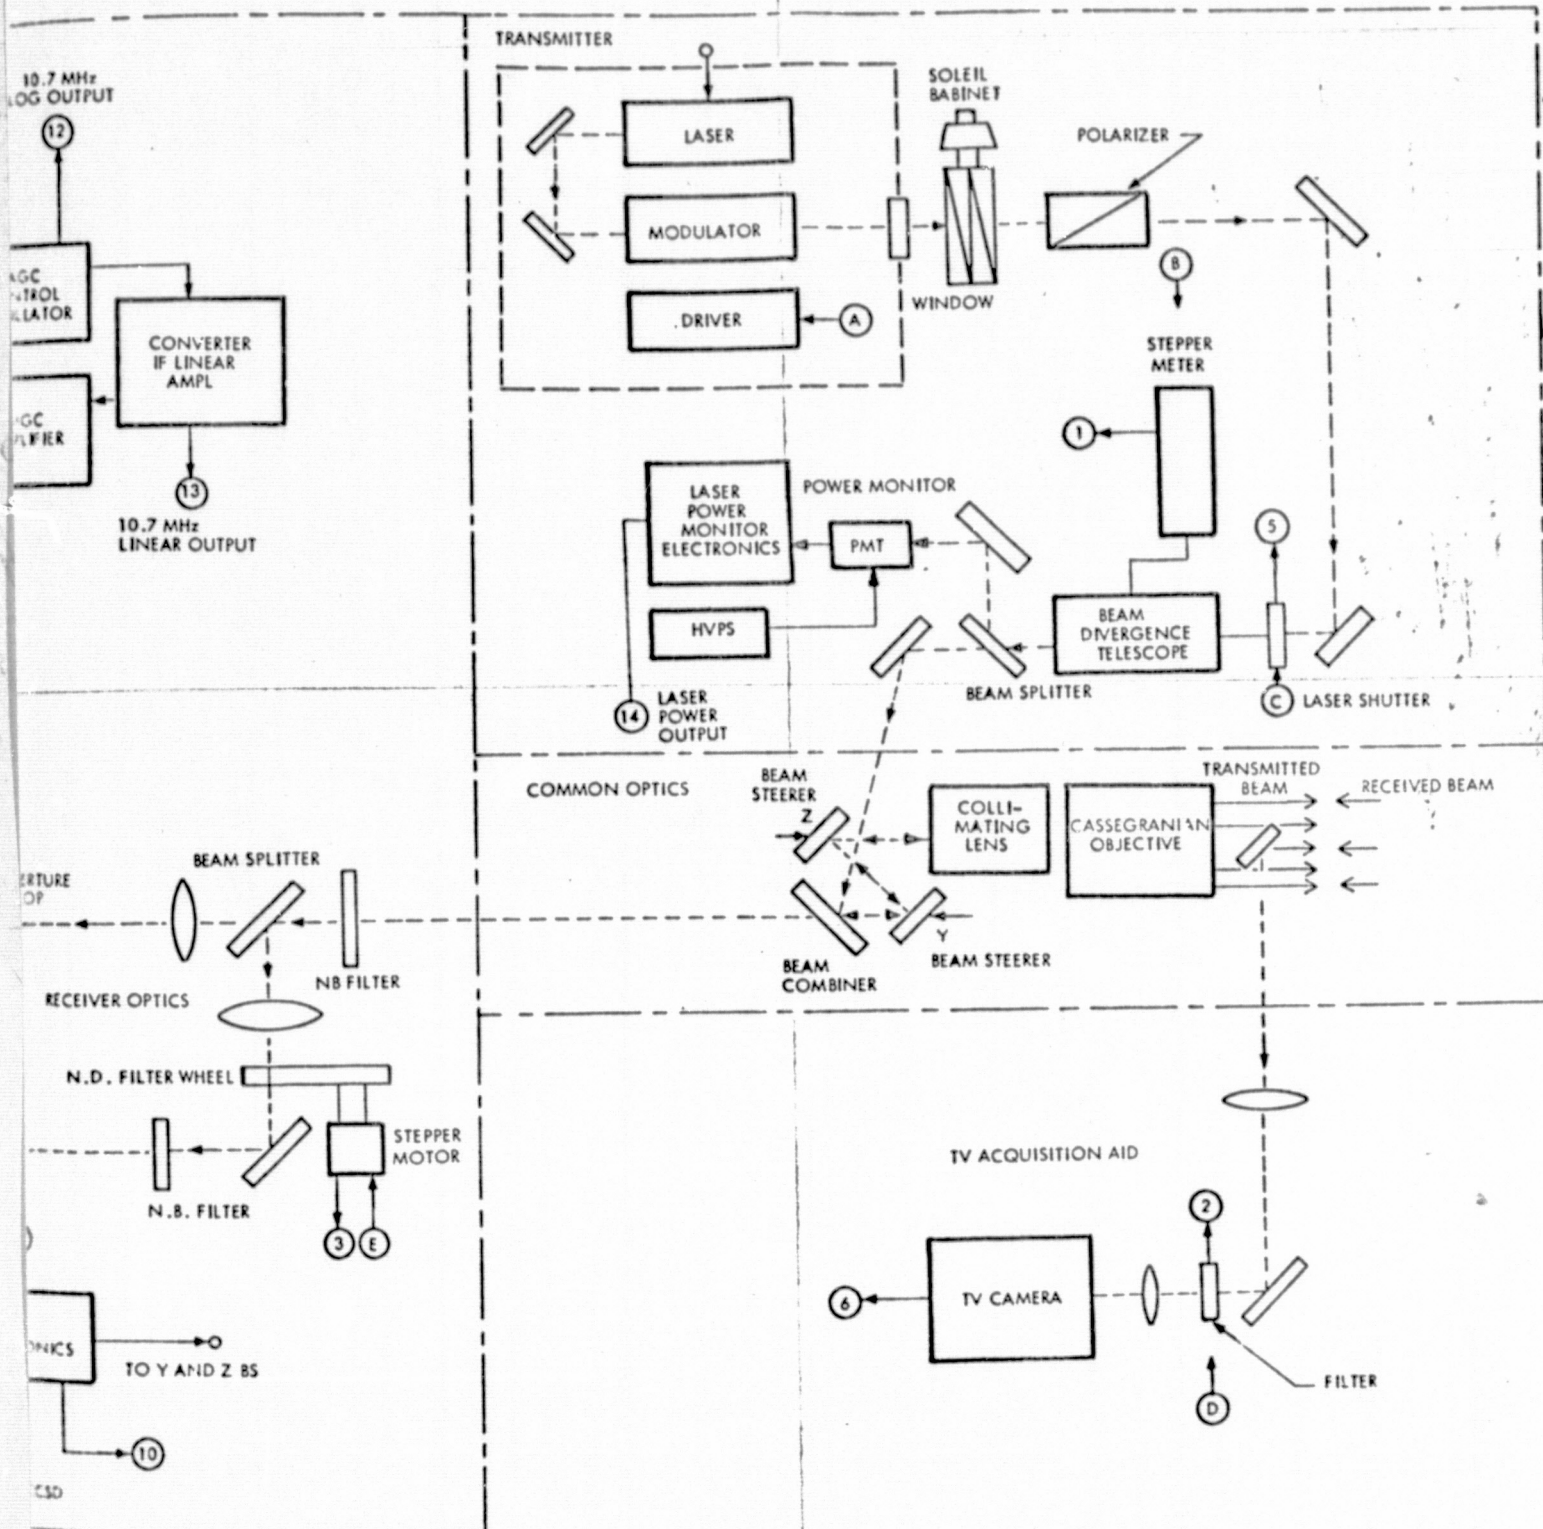 TRANSMITTER
10.7 MHz
LOG OUTPUT
12
LASER
SOLEIL
BABINET
POLARIZER
MODULATOR
B
WINDOW
DRIVER
A
CONVERTER
IF LINEAR
AMPL
13
10.7 MHz
LINEAR OUTPUT
STEPPER
METER
1
LASER
POWER
MONITOR
ELECTRONICS
POWER MONITOR
PMT
5
HVPS
BEAM
DIVERGENCE
TELESCOPE
BEAM SPLITTER
C
LASER SHUTTER
14
LASER
POWER
OUTPUT
COMMON OPTICS
BEAM
STEERER
Z
COLLI-
MATING
LENS
CASSEGRANIAN
OBJECTIVE
TRANSMITTED
BEAM
RECEIVED BEAM
BEAM SPLITTER
NB FILTER
RECEIVER OPTICS
Y
BEAM STEERER
BEAM
COMBINER
N.D. FILTER WHEEL
STEPPER
MOTOR
N.B. FILTER
3
E
TV ACQUISITION AID
2
6
TV CAMERA
FILTER
D
TO Y AND Z BS
10